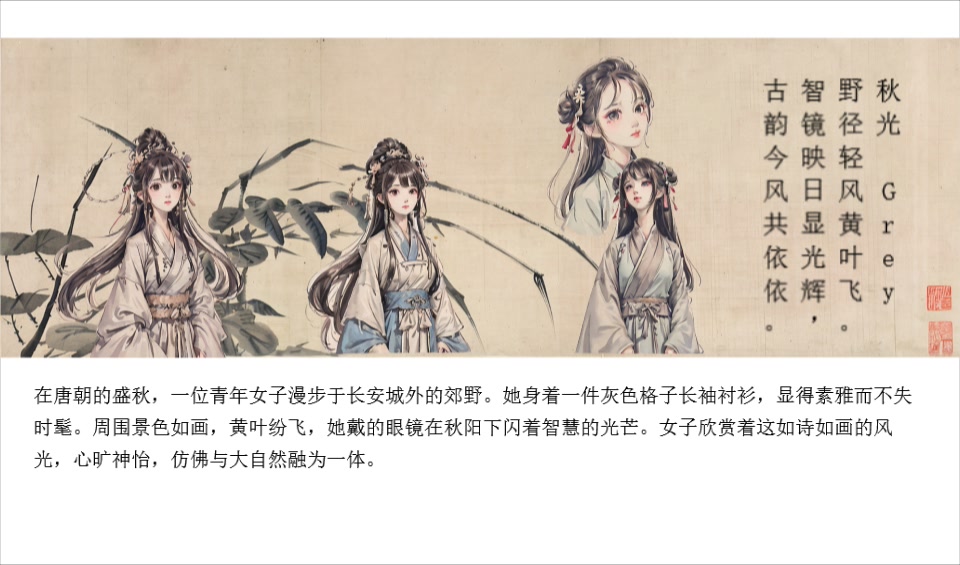 秋光 Grey
野径轻风黄叶飞。
智镜映日显光辉，
古韵今风共依依。
在唐朝的盛秋，一位青年女子漫步于长安城外的郊野。她身着一件灰色格子长袖衬衫，显得素雅而不失
时髦。周围景色如画，黄叶纷飞，她戴的眼镜在秋阳下闪着智慧的光芒。女子欣赏着这如诗如画的风
光，心旷神怡，仿佛与大自然融为一体。